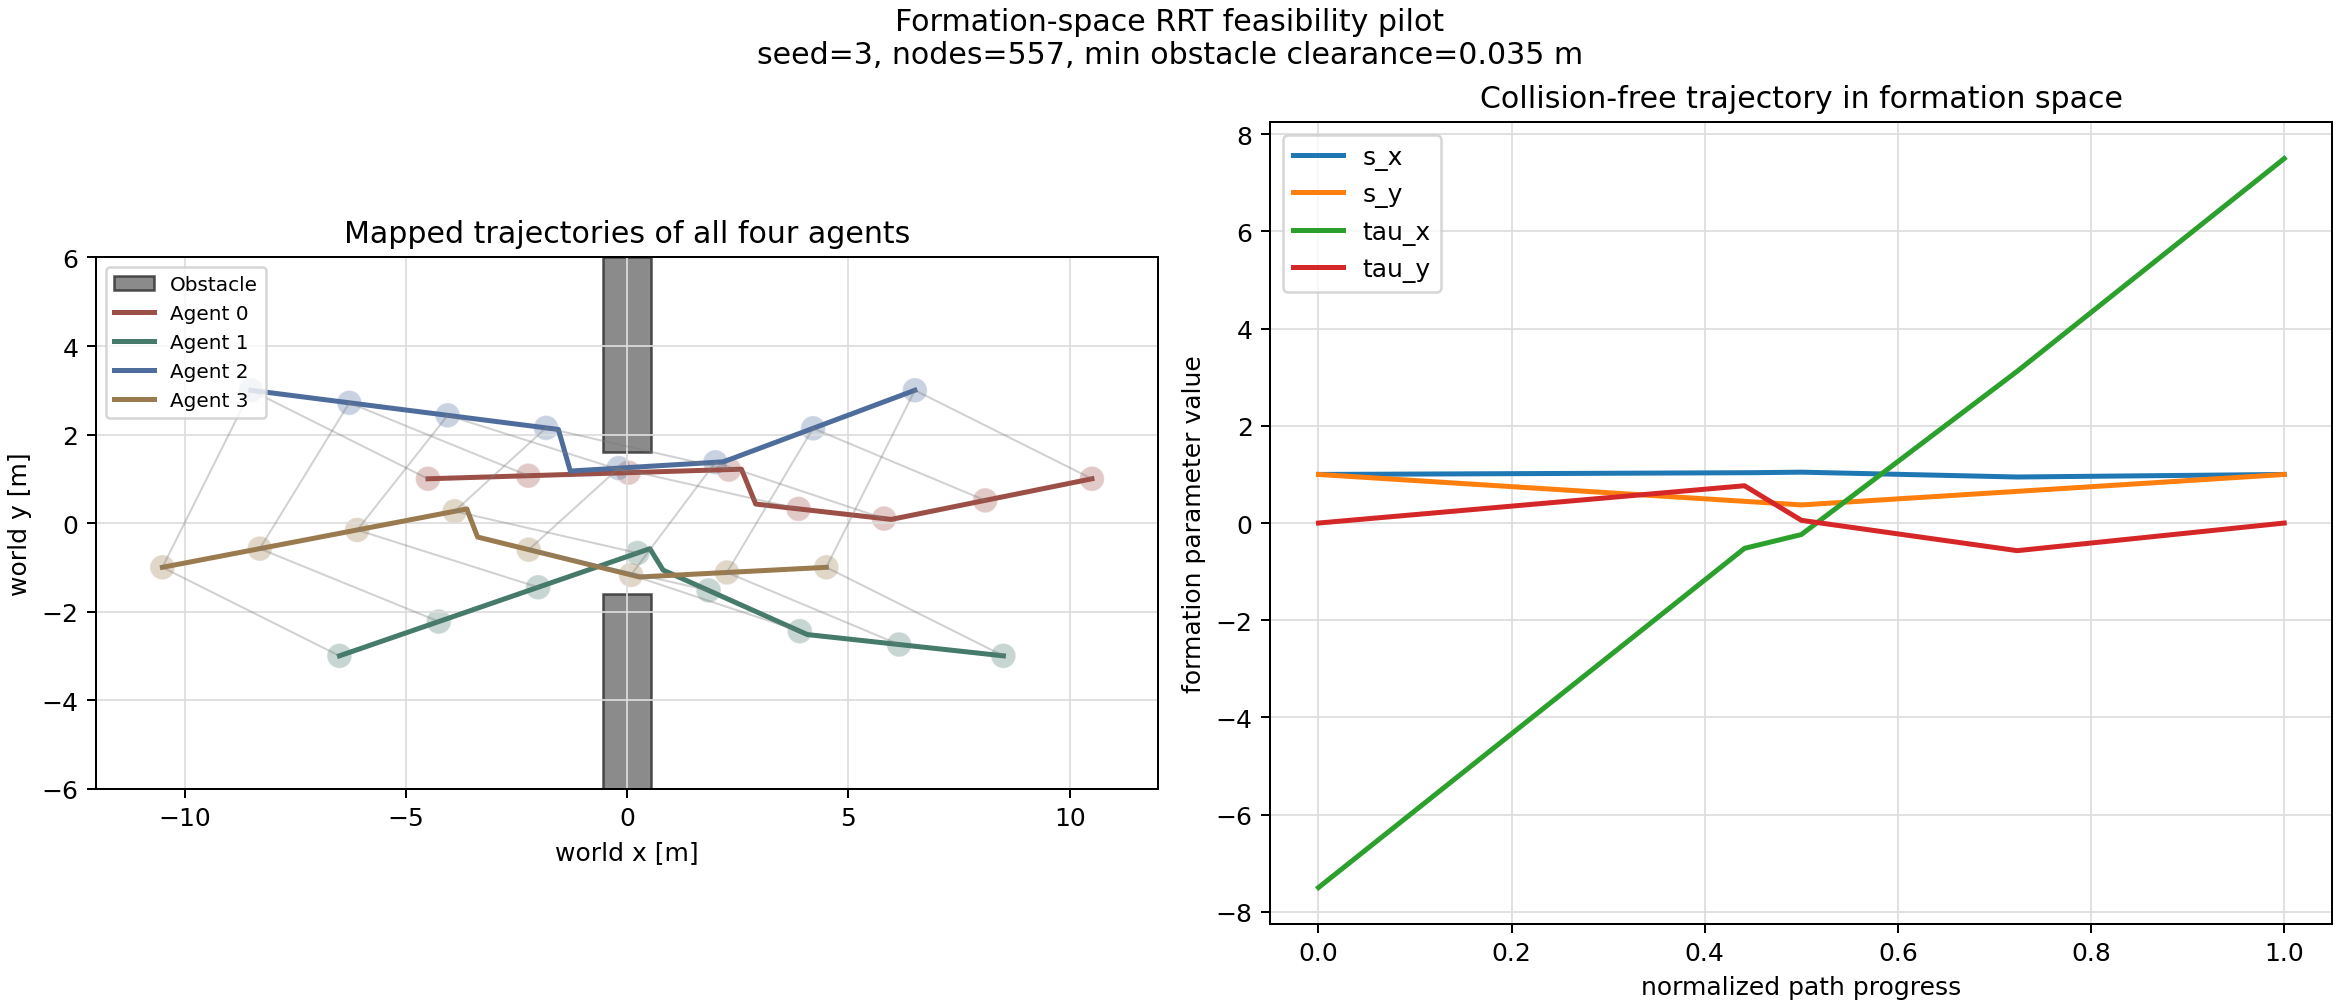 Formation-space RRT feasibility pilot
seed=3, nodes=557, min obstacle clearance=0.035 m
Mapped trajectories of all four agents
Obstacle
Agent 0
Agent 1
Agent 2
Agent 3
6
4
2
0
−2
−4
−6
world y [m]
−10
−5
0
5
10
world x [m]
Collision-free trajectory in formation space
s_x
s_y
tau_x
tau_y
8
6
4
2
0
−2
−4
−6
−8
formation parameter value
0.0
0.2
0.4
0.6
0.8
1.0
normalized path progress